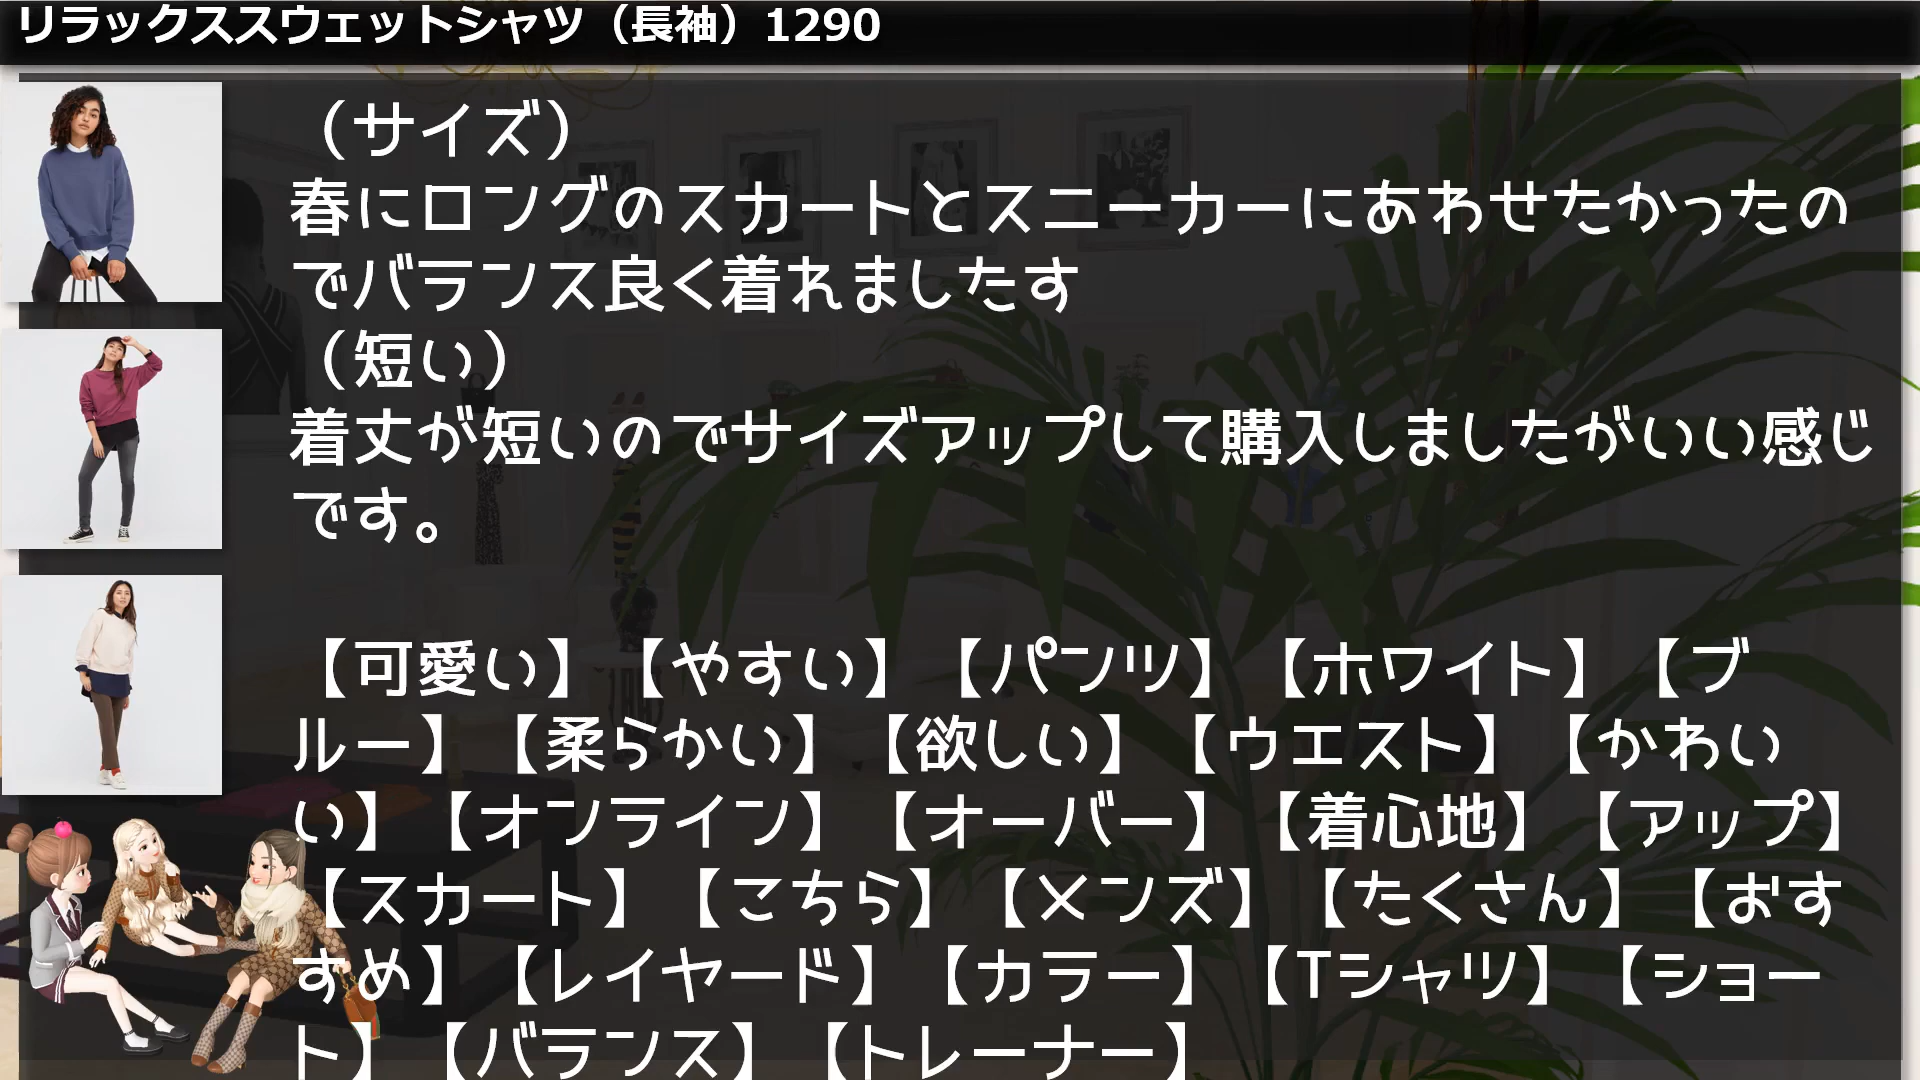 リラックススウェットシャツ（長袖）1290
（サイズ）
春にロングのスカートとスニーカーにあわせたかったの
でバランス良く着れましたす
（短い）
着丈が短いのでサイズアップして購入しましたがいい感じ
です。
【可愛い】【やすい】【パンツ】【ホワイト】【ブ
ルー】【柔らかい】【欲しい】【ウエスト】【かわい
い】【オンライン】【オーバー】【着心地】【アップ】
【スカート】【こちら】【メンズ】【たくさん】【おす
すめ】【レイヤード】【カラー】【Tシャツ】【ショー
ト】【バランス】【トレーナー】